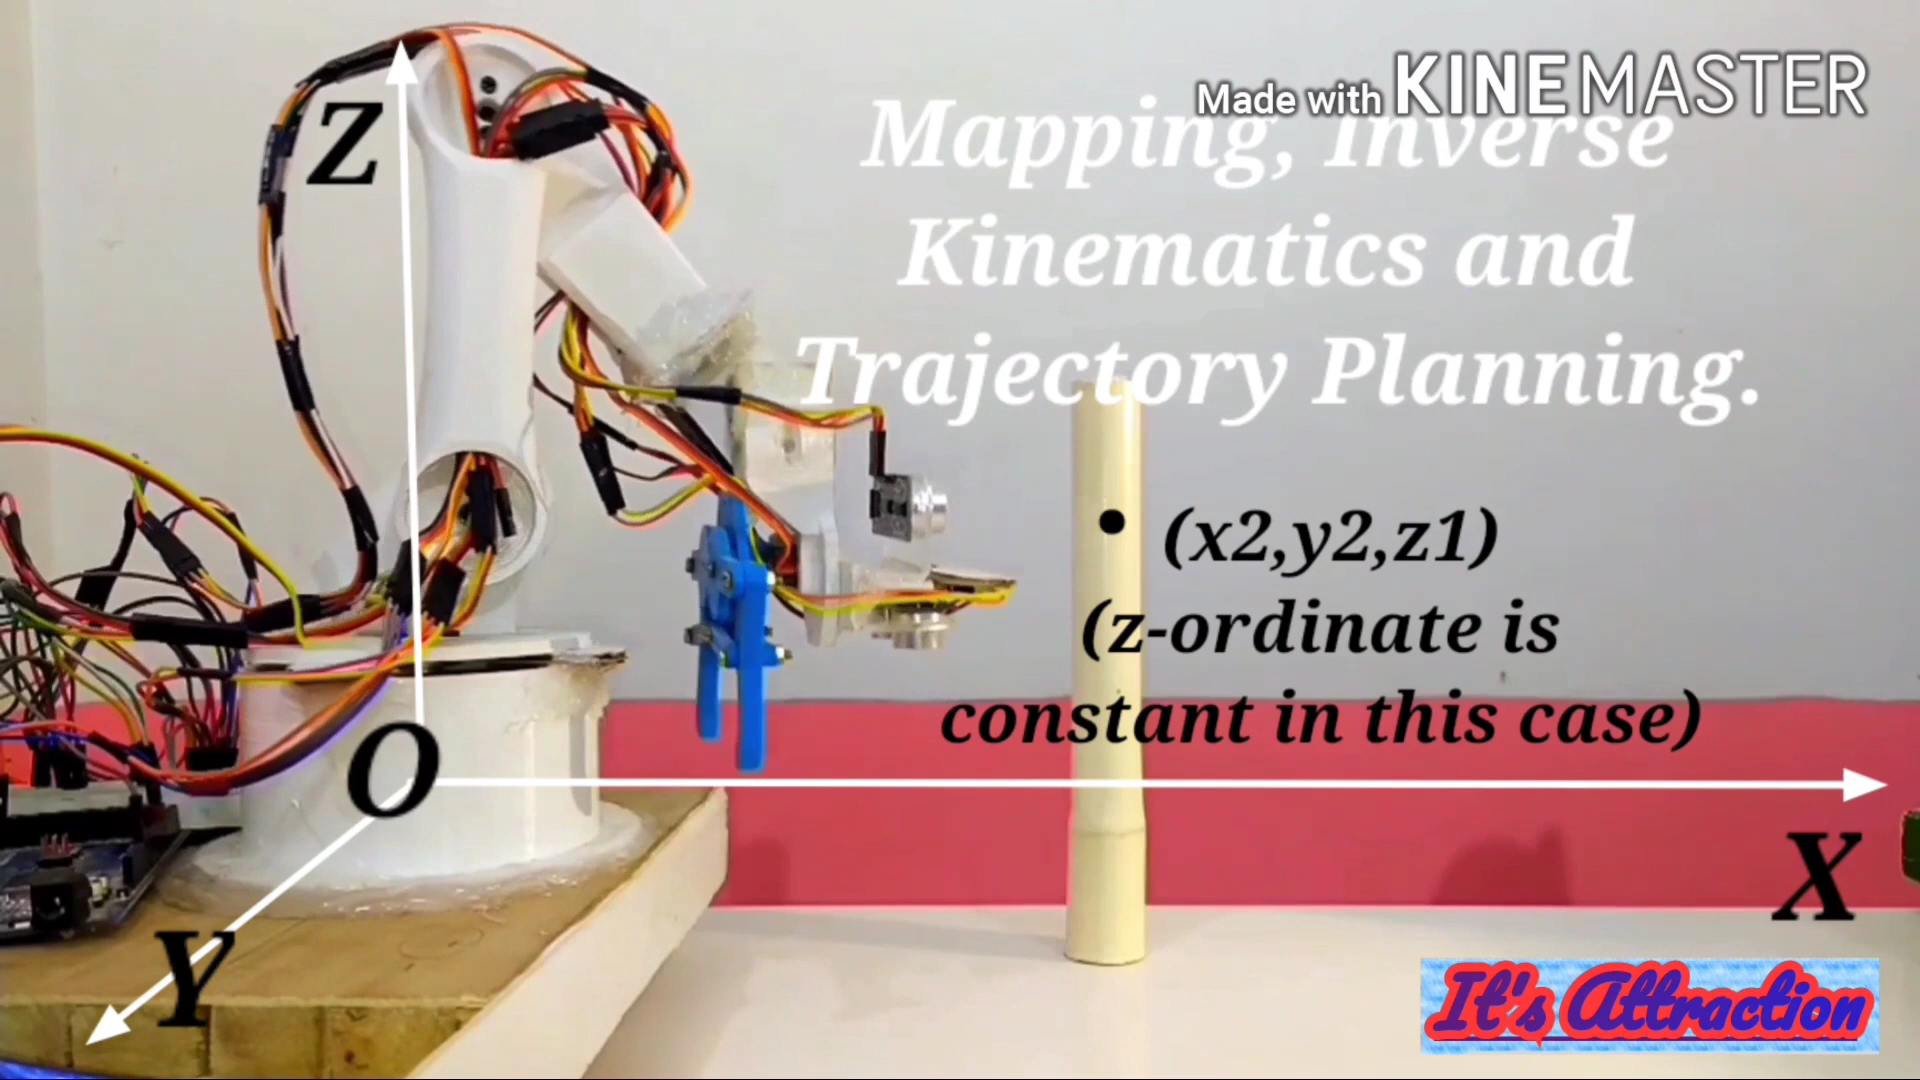 Made with KINEMASTER
Mapping, Inverse
Kinematics and
Trajectory Planning.
Z
(x2,y2,z1)
(z-ordinate is
constant in this case)
O
X
Y
It's Attraction